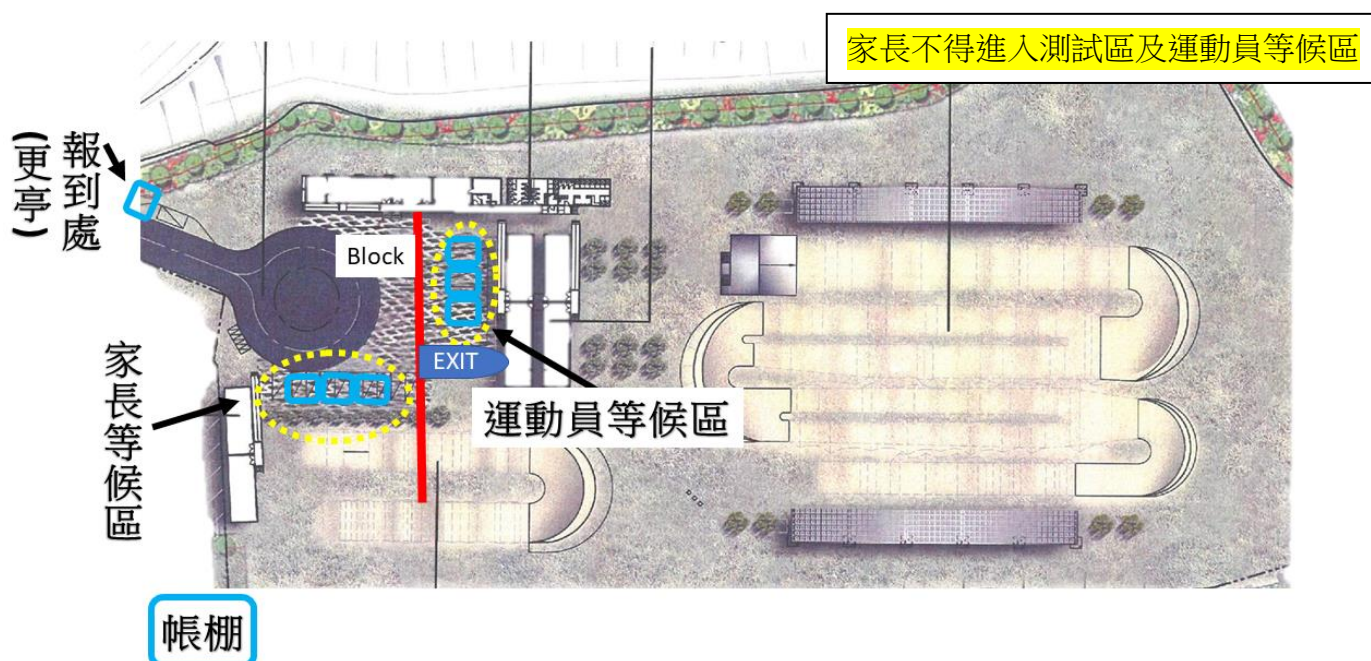 家長不得進入測試區及運動員等候區
報到處
(更亭)
Block
EXIT
運動員等候區
家長等候區
帳棚